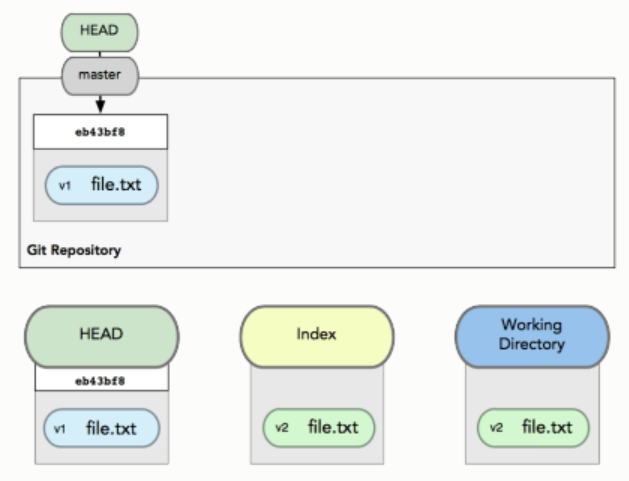 HEAD
master
eb43bf8
v1 file.txt
Git Repository
HEAD
Index
Working
Directory
eb43bf8
v1 file.txt
v2 file.txt
v2 file.txt